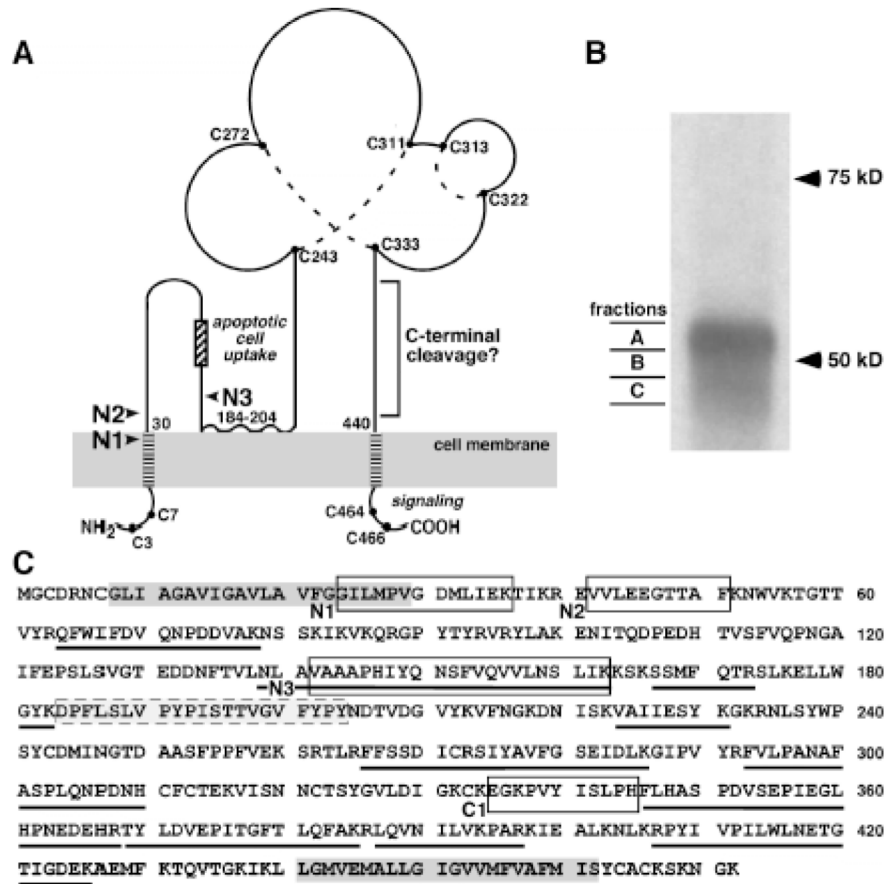 A
B
C272
C311
C313
C322
C333
C243
75 kD
50 kD
fractions
A
B
C
apoptotic
cell
uptake
C-terminal
cleavage?
N3
N2
30
184-204
440
N1
cell membrane
signaling
NH2
C7
C3
C464
C466
COOH
C
MGCDRNCGLI AGAVIGAVLA VFGGILMPVG DMLIEKTIKR EVVLEEGTTA FKNWVKTGTT 60
N1 N2
VYRQFWIFDV QNPDDVAKNS SKIKVKQRGP YTYRVRYLAK ENITQDPEDH TVSFVQPNGA 120
IFEPSLSVGT EDDNFTVLNL AVAAAPHIYQ NSFVQVVLNS LIKKSKSSMF QTRSLKELLW 180
N3
GYKDPFLSLV PYPISTTVGV FYPYNDTVDG VYKVFNGKDN ISKVAIIESY KGKRNLSYWP 240
SYCDMINGTD AASFPPFVEK SRTLRFFSSD ICRSIYAVFG SEIDLKGIPV YRFVLPANAF 300
ASPLQNPDNH CFCTEKVISN NCTSYGVLDI GKCKEGKPVY ISLPHFLHAS PDVSEPIEGL 360
C1
HPNEDEHRTY LDVEPITGFT LQFAKRLQVN ILVKPARKIE ALKNLKRPYI VPILWLNETG 420
TIGDEKAEMF KTQVTGKIKL LGMVEMALLG IGVVMFVAFM ISYCACKSKN GK